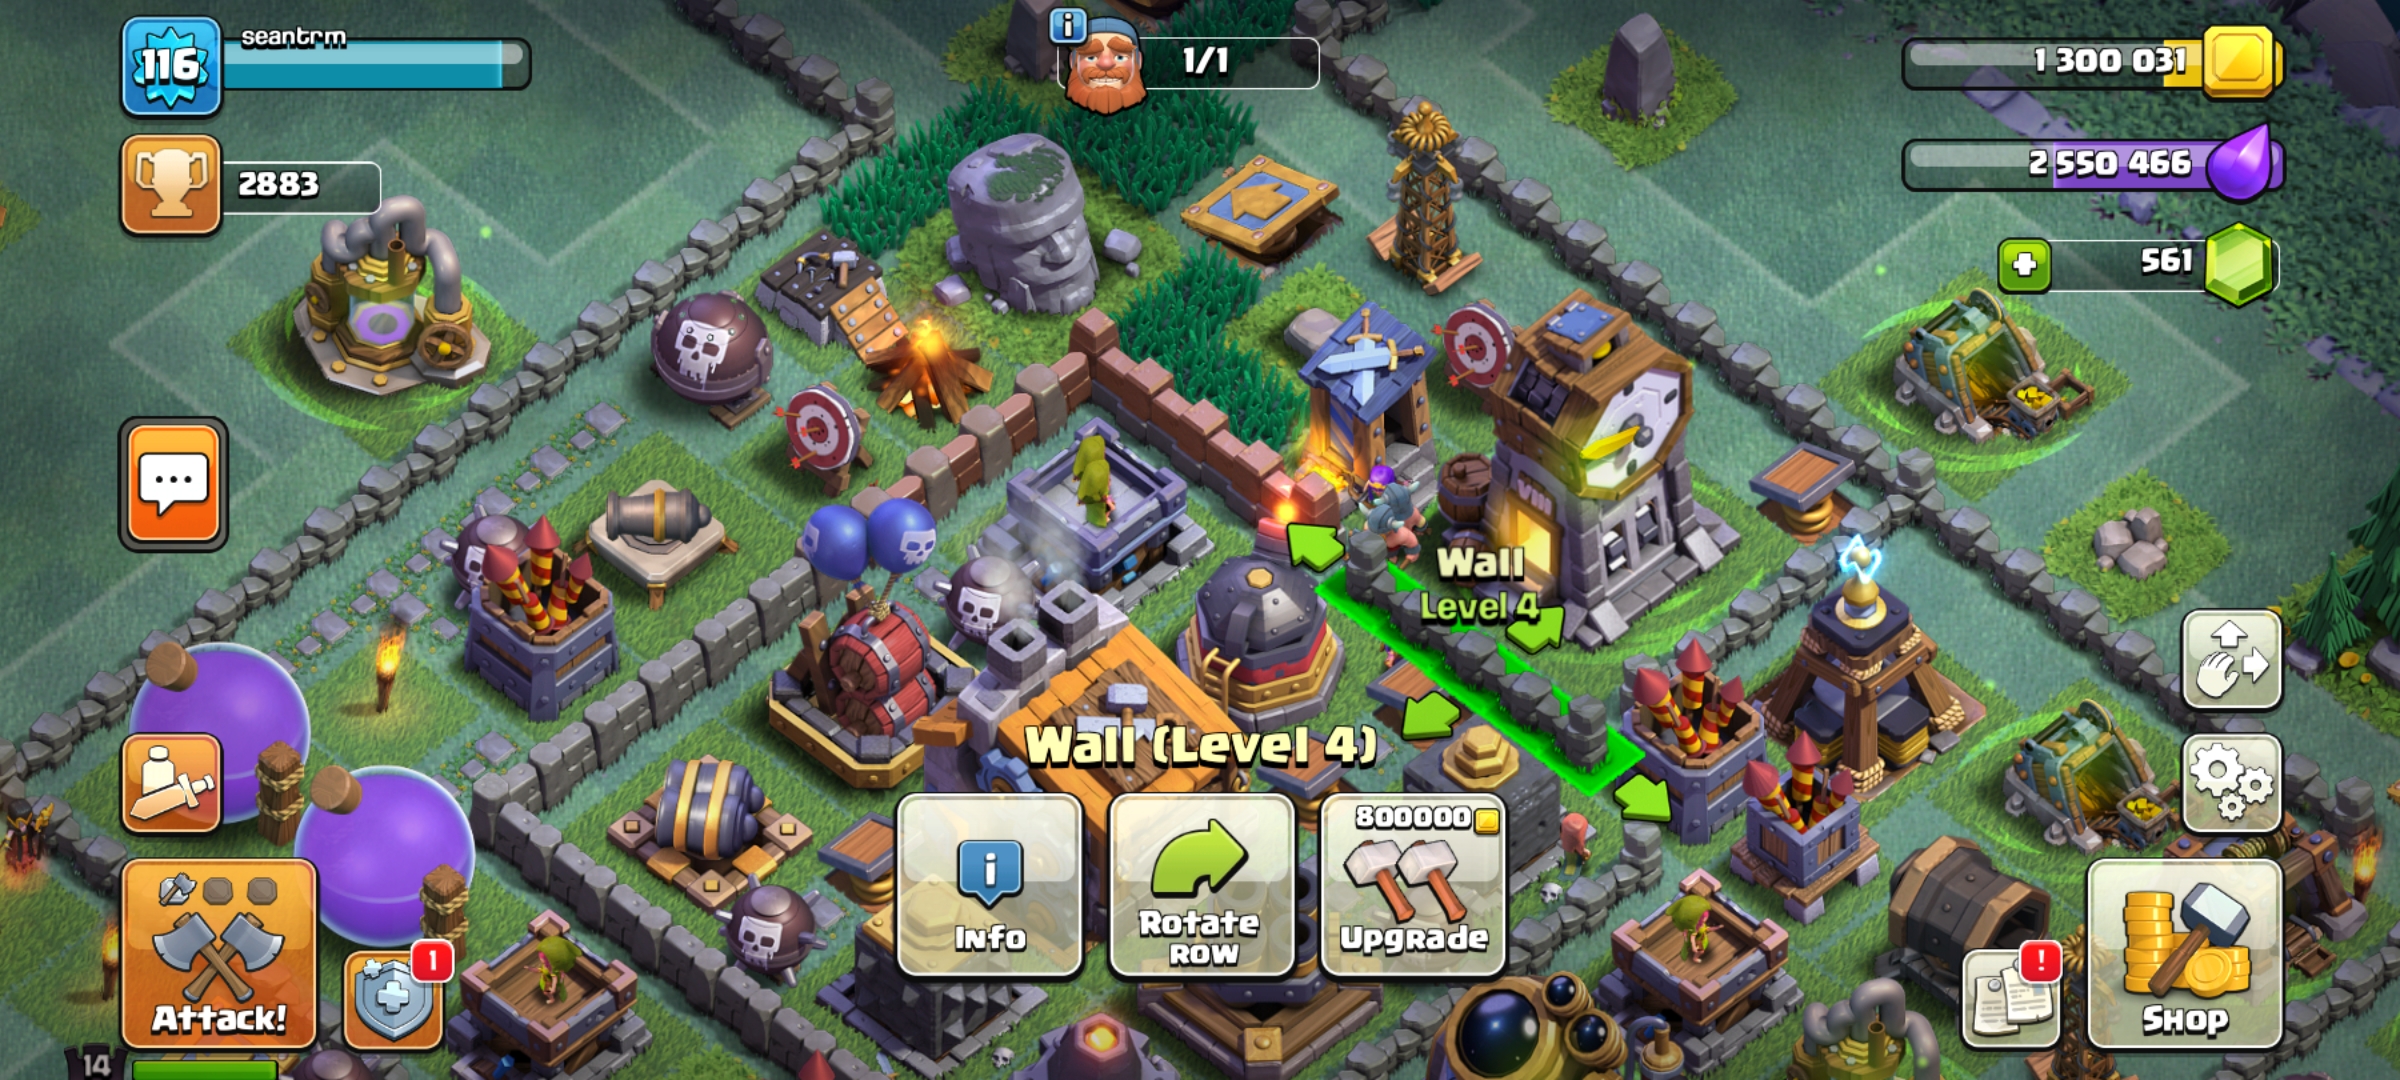 116
seantrm
1/1
1 300 031
2883
2 550 466
561
VIII
Wall
Level 4
Wall (Level 4)
800000
Info
Rotate
ROW
Upgrade
1
!
Attack!
Shop
14